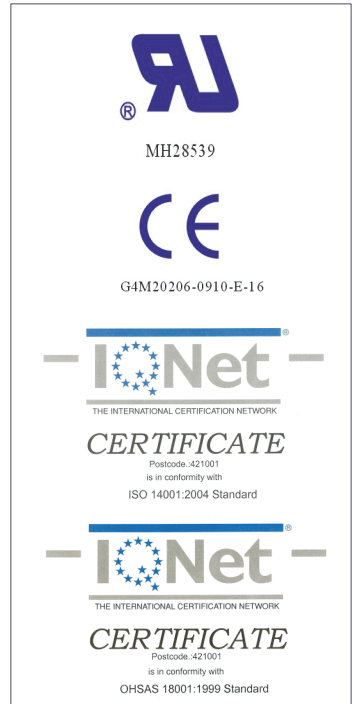 RU
®
MH28539
CE
G4M20206-0910-E-16
®
IQNet
THE INTERNATIONAL CERTIFICATION NETWORK
CERTIFICATE
Postcode.:421001
is in conformity with
ISO 14001:2004 Standard
®
IQNet
THE INTERNATIONAL CERTIFICATION NETWORK
CERTIFICATE
Postcode.:421001
is in conformity with
OHSAS 18001:1999 Standard